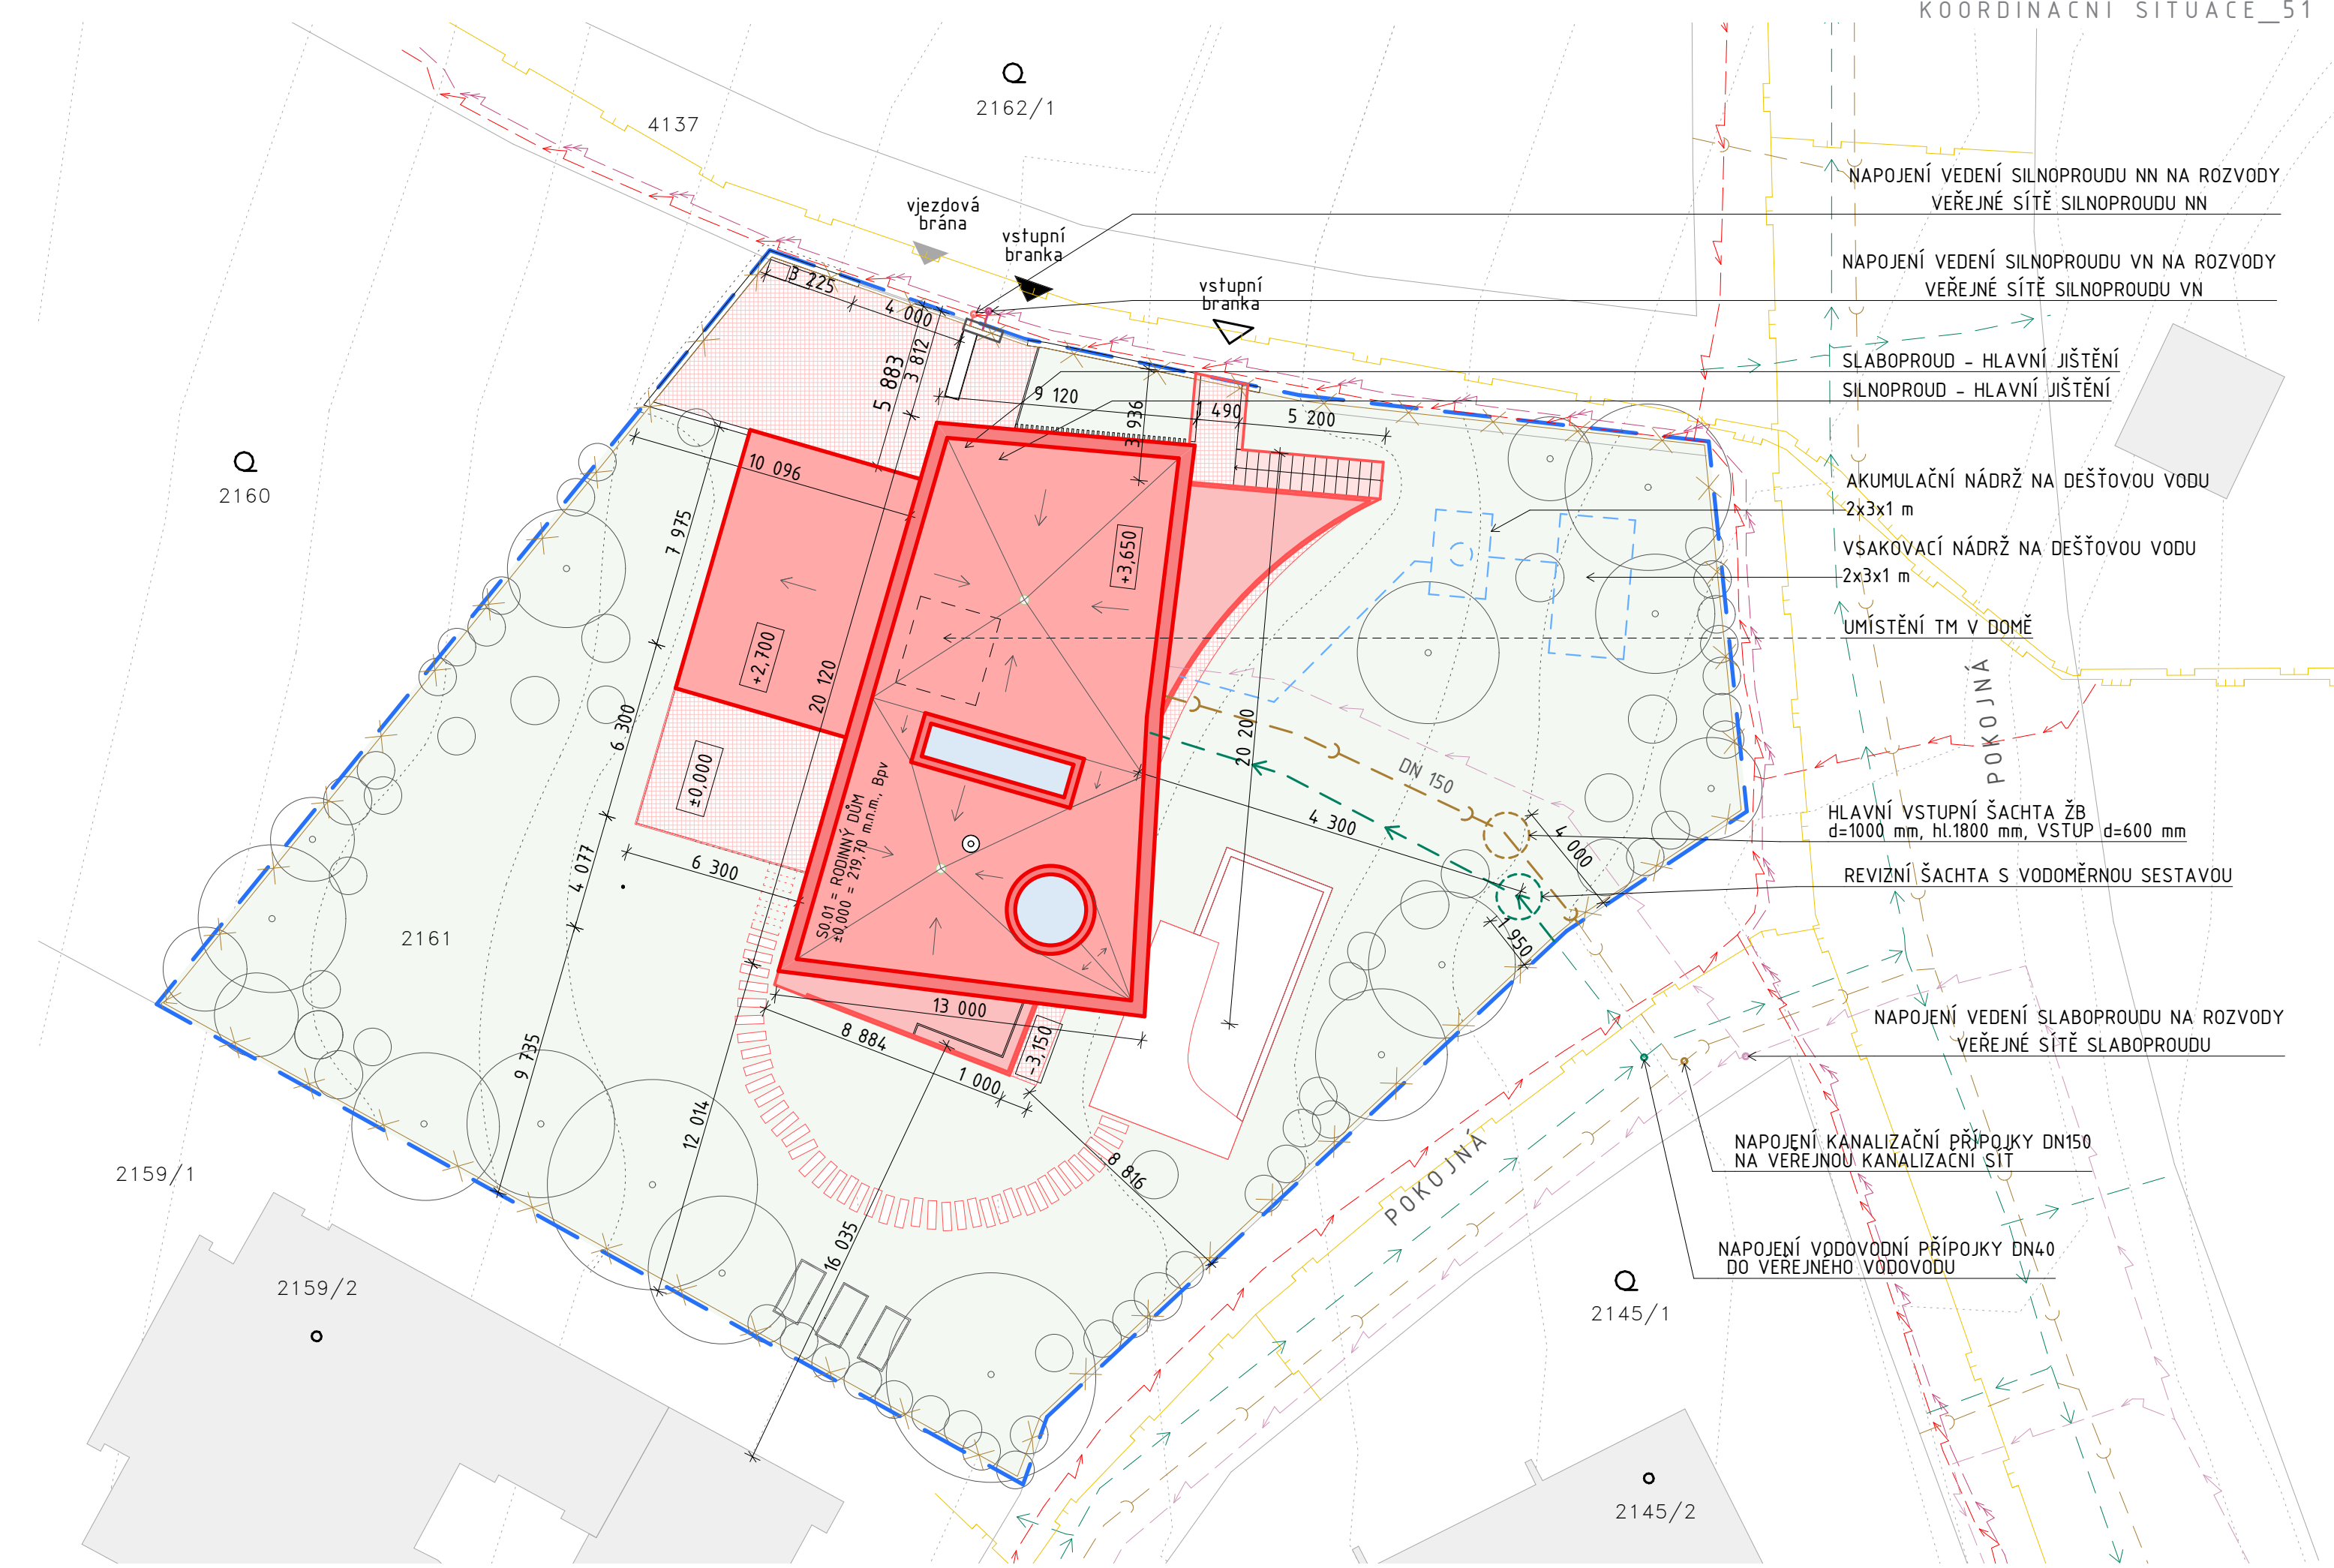 KOORDINAČNÍ SITUACE_51
2162/1
4137
NAPOJENÍ VEDENÍ SILNOPROUDU NN NA ROZVODY
VEŘEJNÉ SÍTĚ SILNOPROUDU NN
vjezdová
brána
vstupní
branka
NAPOJENÍ VEDENÍ SILNOPROUDU VN NA ROZVODY
VEŘEJNÉ SÍTĚ SILNOPROUDU VN
vstupní
branka
3 225
4 000
3 812
5 883
SLABOPROUD - HLAVNÍ JIŠTĚNÍ
SILNOPROUD - HLAVNÍ JIŠTĚNÍ
9 120
3 936
1 490
5 200
2160
10 096
AKUMULAČNÍ NÁDRŽ NA DEŠŤOVOU VODU
2x3x1 m
7 975
+3,650
VSAKOVACÍ NÁDRŽ NA DEŠŤOVOU VODU
2x3x1 m
UMÍSTĚNÍ TM V DOMĚ
+2,700
20 120
6 300
±0,000
20 200
POKOJNÁ
DN 150
4 300
4 000
HLAVNÍ VSTUPNÍ ŠACHTA ŽB
d=1000 mm, hl.1800 mm, VSTUP d=600 mm
S0.01 = RODINNÝ DŮM
±0,000 = 219,70 m.n.m., Bpv
4 077
6 300
REVIZNÍ ŠACHTA S VODOMĚRNOU SESTAVOU
2161
1 950
13 000
8 884
-3,150
1 000
9 735
NAPOJENÍ VEDENÍ SLABOPROUDU NA ROZVODY
VEŘEJNÉ SÍTĚ SLABOPROUDU
12 014
8 816
POKOJNÁ
2159/1
NAPOJENÍ KANALIZAČNÍ PŘÍPOJKY DN150
NA VEŘEJNOU KANALIZAČNÍ SÍŤ
16 035
NAPOJENÍ VODOVODNÍ PŘÍPOJKY DN40
DO VEŘEJNÉHO VODOVODU
2159/2
2145/1
2145/2